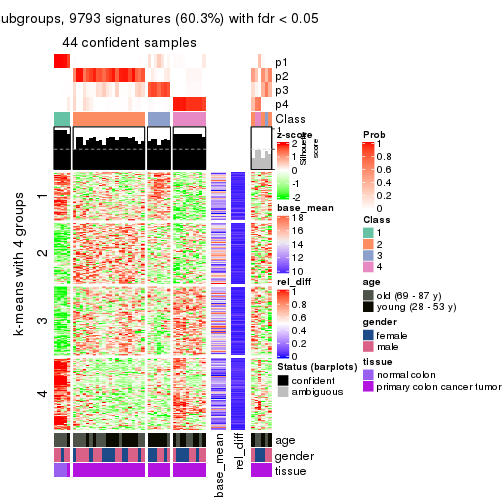 ubgroups, 9793 signatures (60.3%) with fdr < 0.05
44 confident samples
p1
p2
p3
p4
Class
1
Silhouette
score
k-means with 4 groups
1
2
3
4
z-score
2
1
0
-1
-2
base_mean
18
16
14
12
10
rel_diff
1
0.8
0.6
0.4
0.2
0
Status (barplots)
confident
ambiguous
Prob
1
0.8
0.6
0.4
0.2
0
Class
1
2
3
4
age
old (69 - 87 y)
young (28 - 53 y)
gender
female
male
tissue
normal colon
primary colon cancer tumor
age
gender
tissue
base_mean
rel_diff